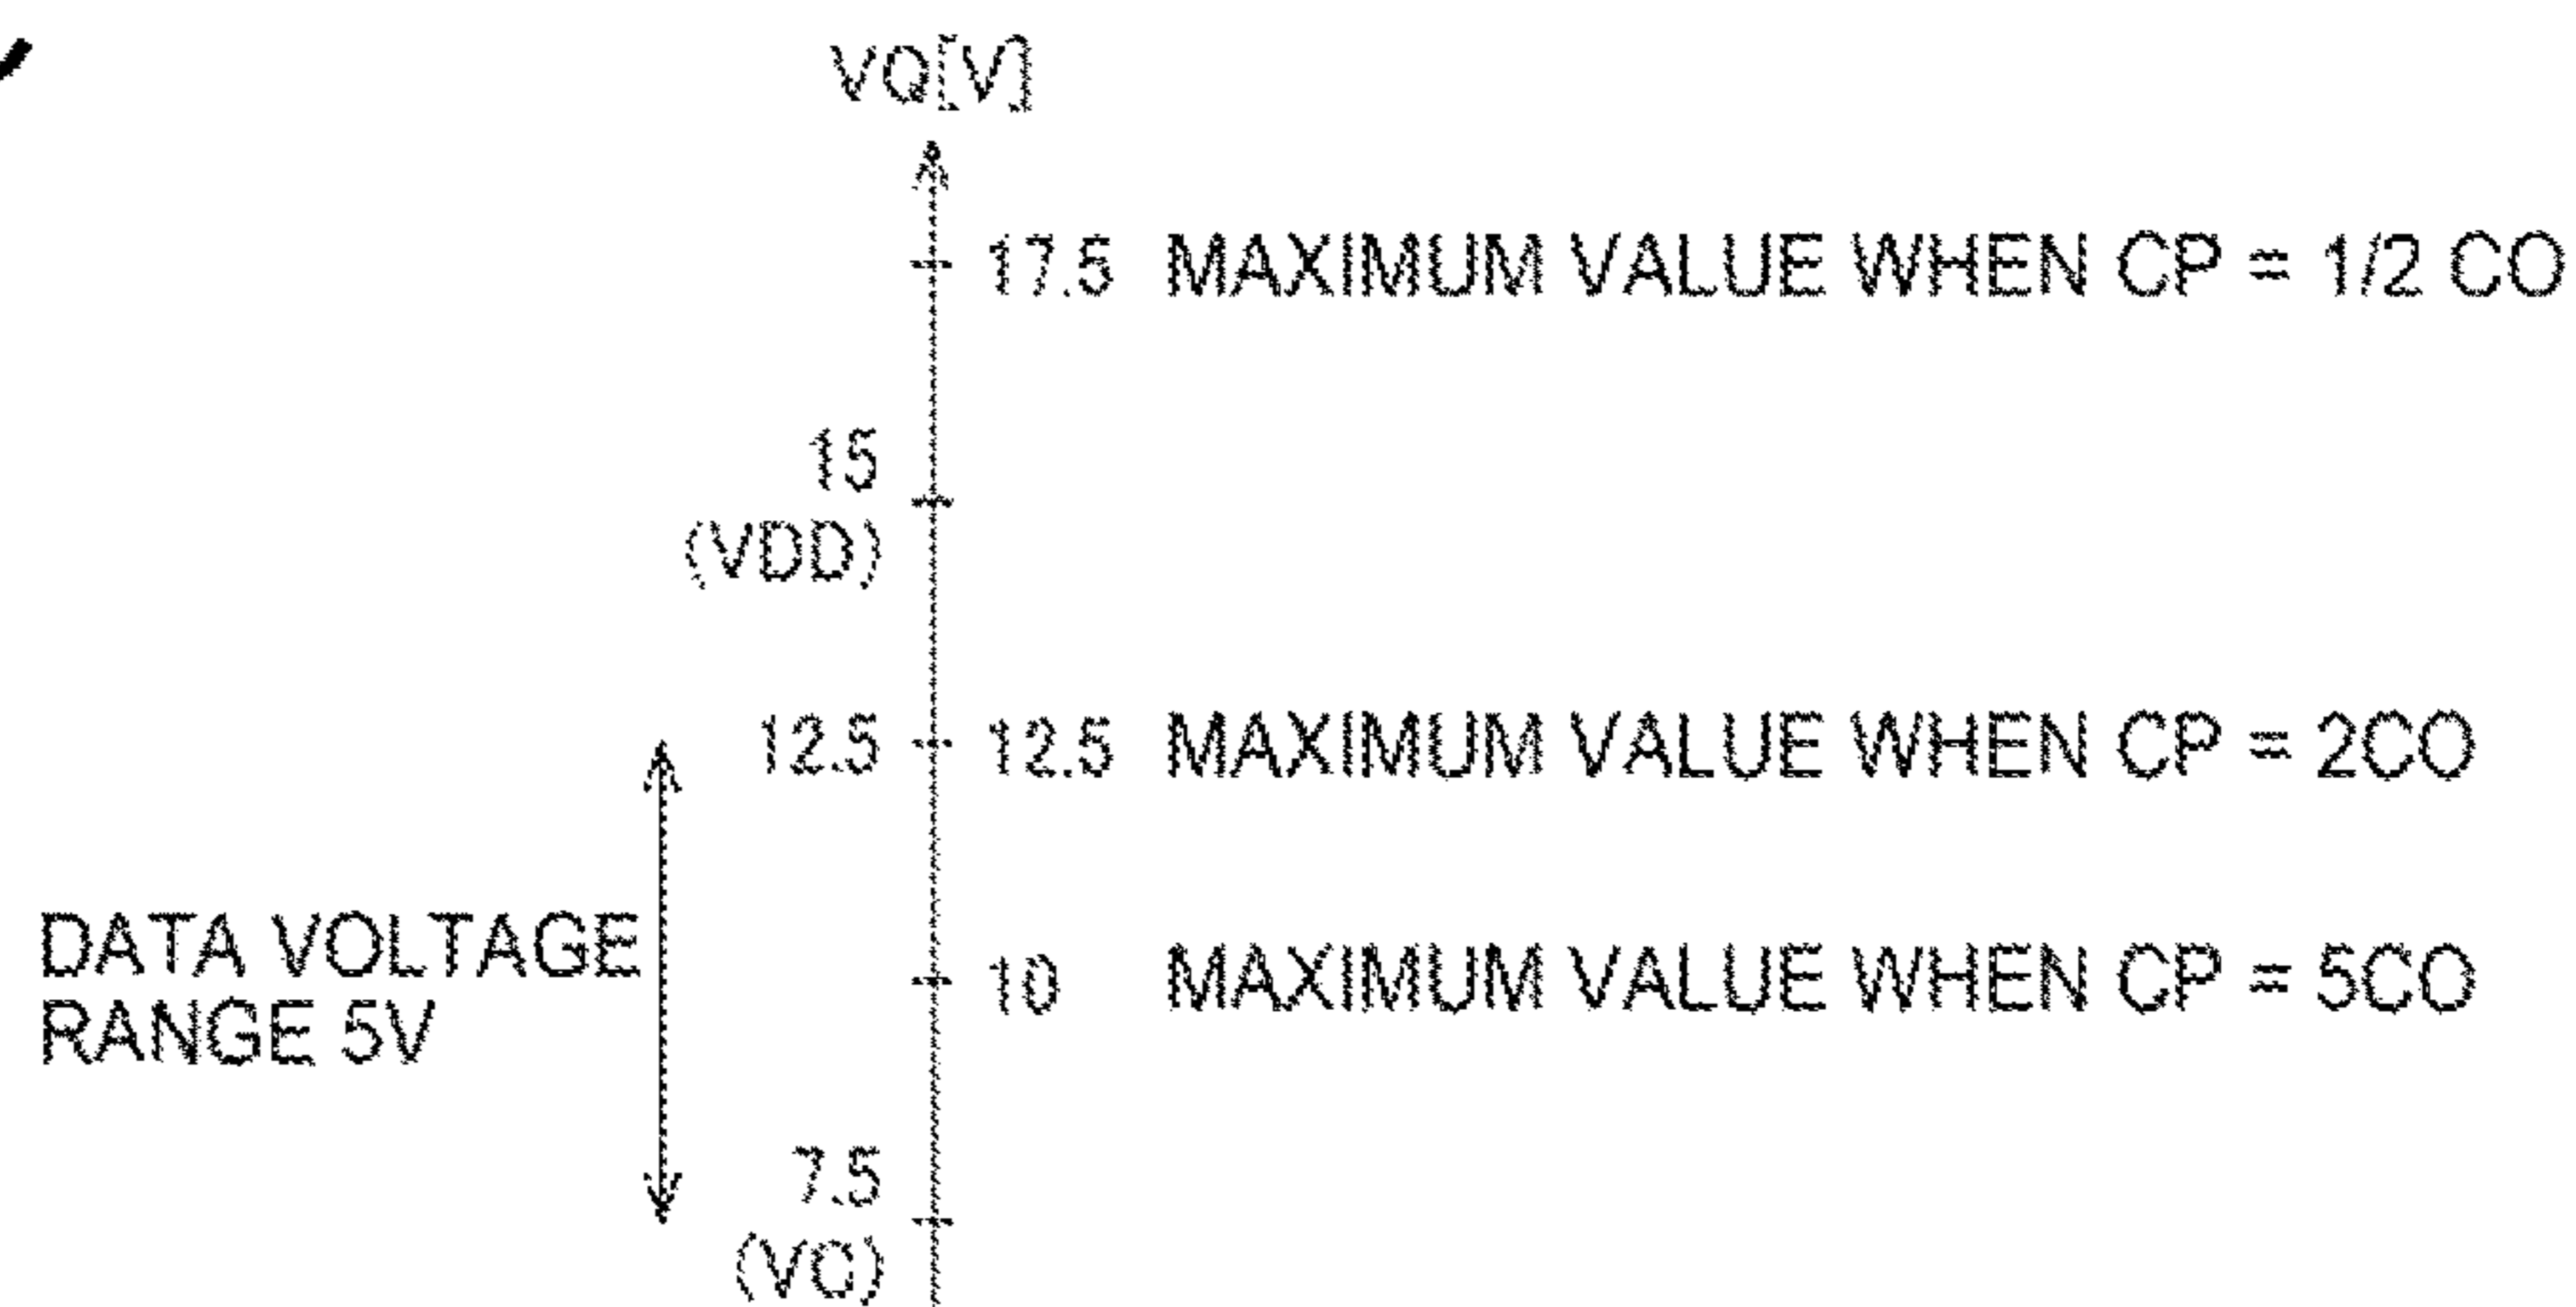 VQ[V]
17.5 MAXIMUM VALUE WHEN CP = 1/2 CO
15
(VDD)
12.5 12.5 MAXIMUM VALUE WHEN CP = 2CO
DATA VOLTAGE
RANGE 5V
10 MAXIMUM VALUE WHEN CP = 5CO
7.5
(VC)